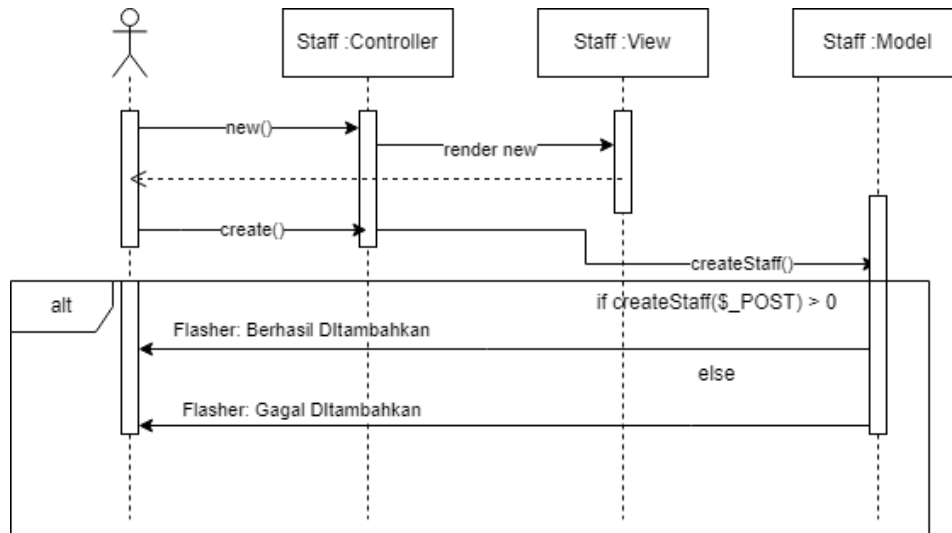 Staff :Controller
Staff :View
Staff :Model
new()
render new
create()
createStaff()
alt
if createStaff($_POST) > 0
Flasher: Berhasil DItambahkan
else
Flasher: Gagal DItambahkan